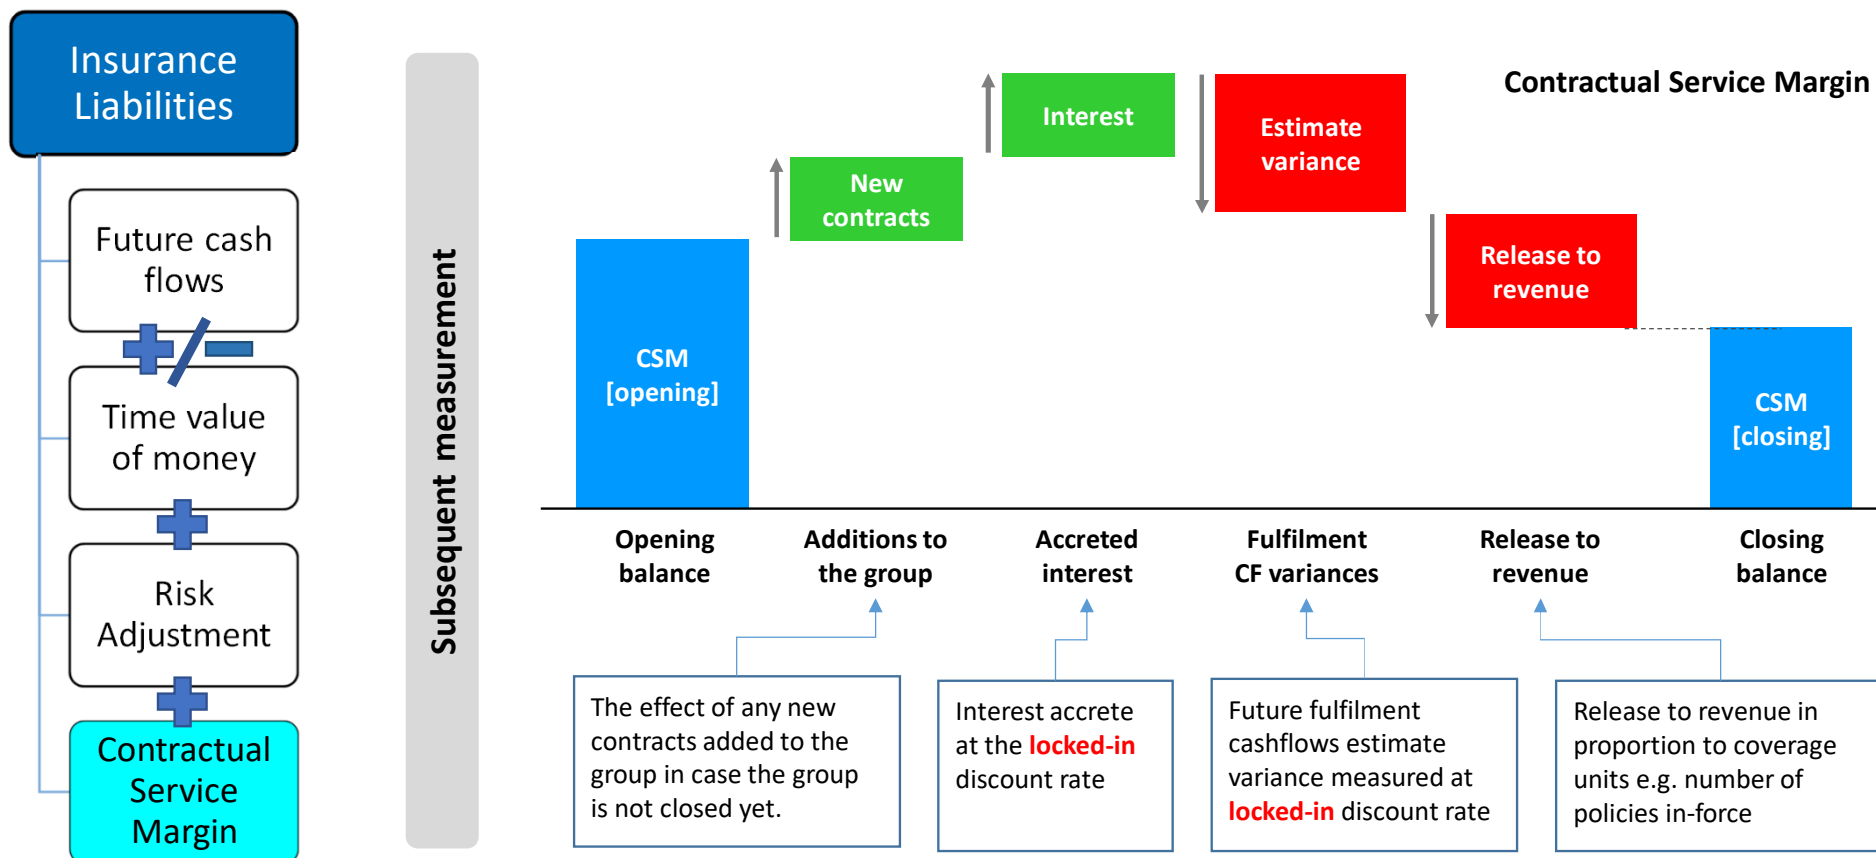 Insurance
Liabilities
Future cash
flows
Time value
of money
Risk
Adjustment
Contractual
Service
Margin
Subsequent measurement
Contractual Service Margin
CSM
[opening]
New
contracts
Interest
Estimate
variance
Release to
revenue
CSM
[closing]
Opening
balance
Additions to
the group
Accreted
interest
Fulfilment
CF variances
Release to
revenue
Closing
balance
The effect of any new
contracts added to the
group in case the group
is not closed yet.
Interest accrete
at the locked-in
discount rate
Future fulfilment
cashflows estimate
variance measured at
locked-in discount rate
Release to revenue in
proportion to coverage
units e.g. number of
policies in-force